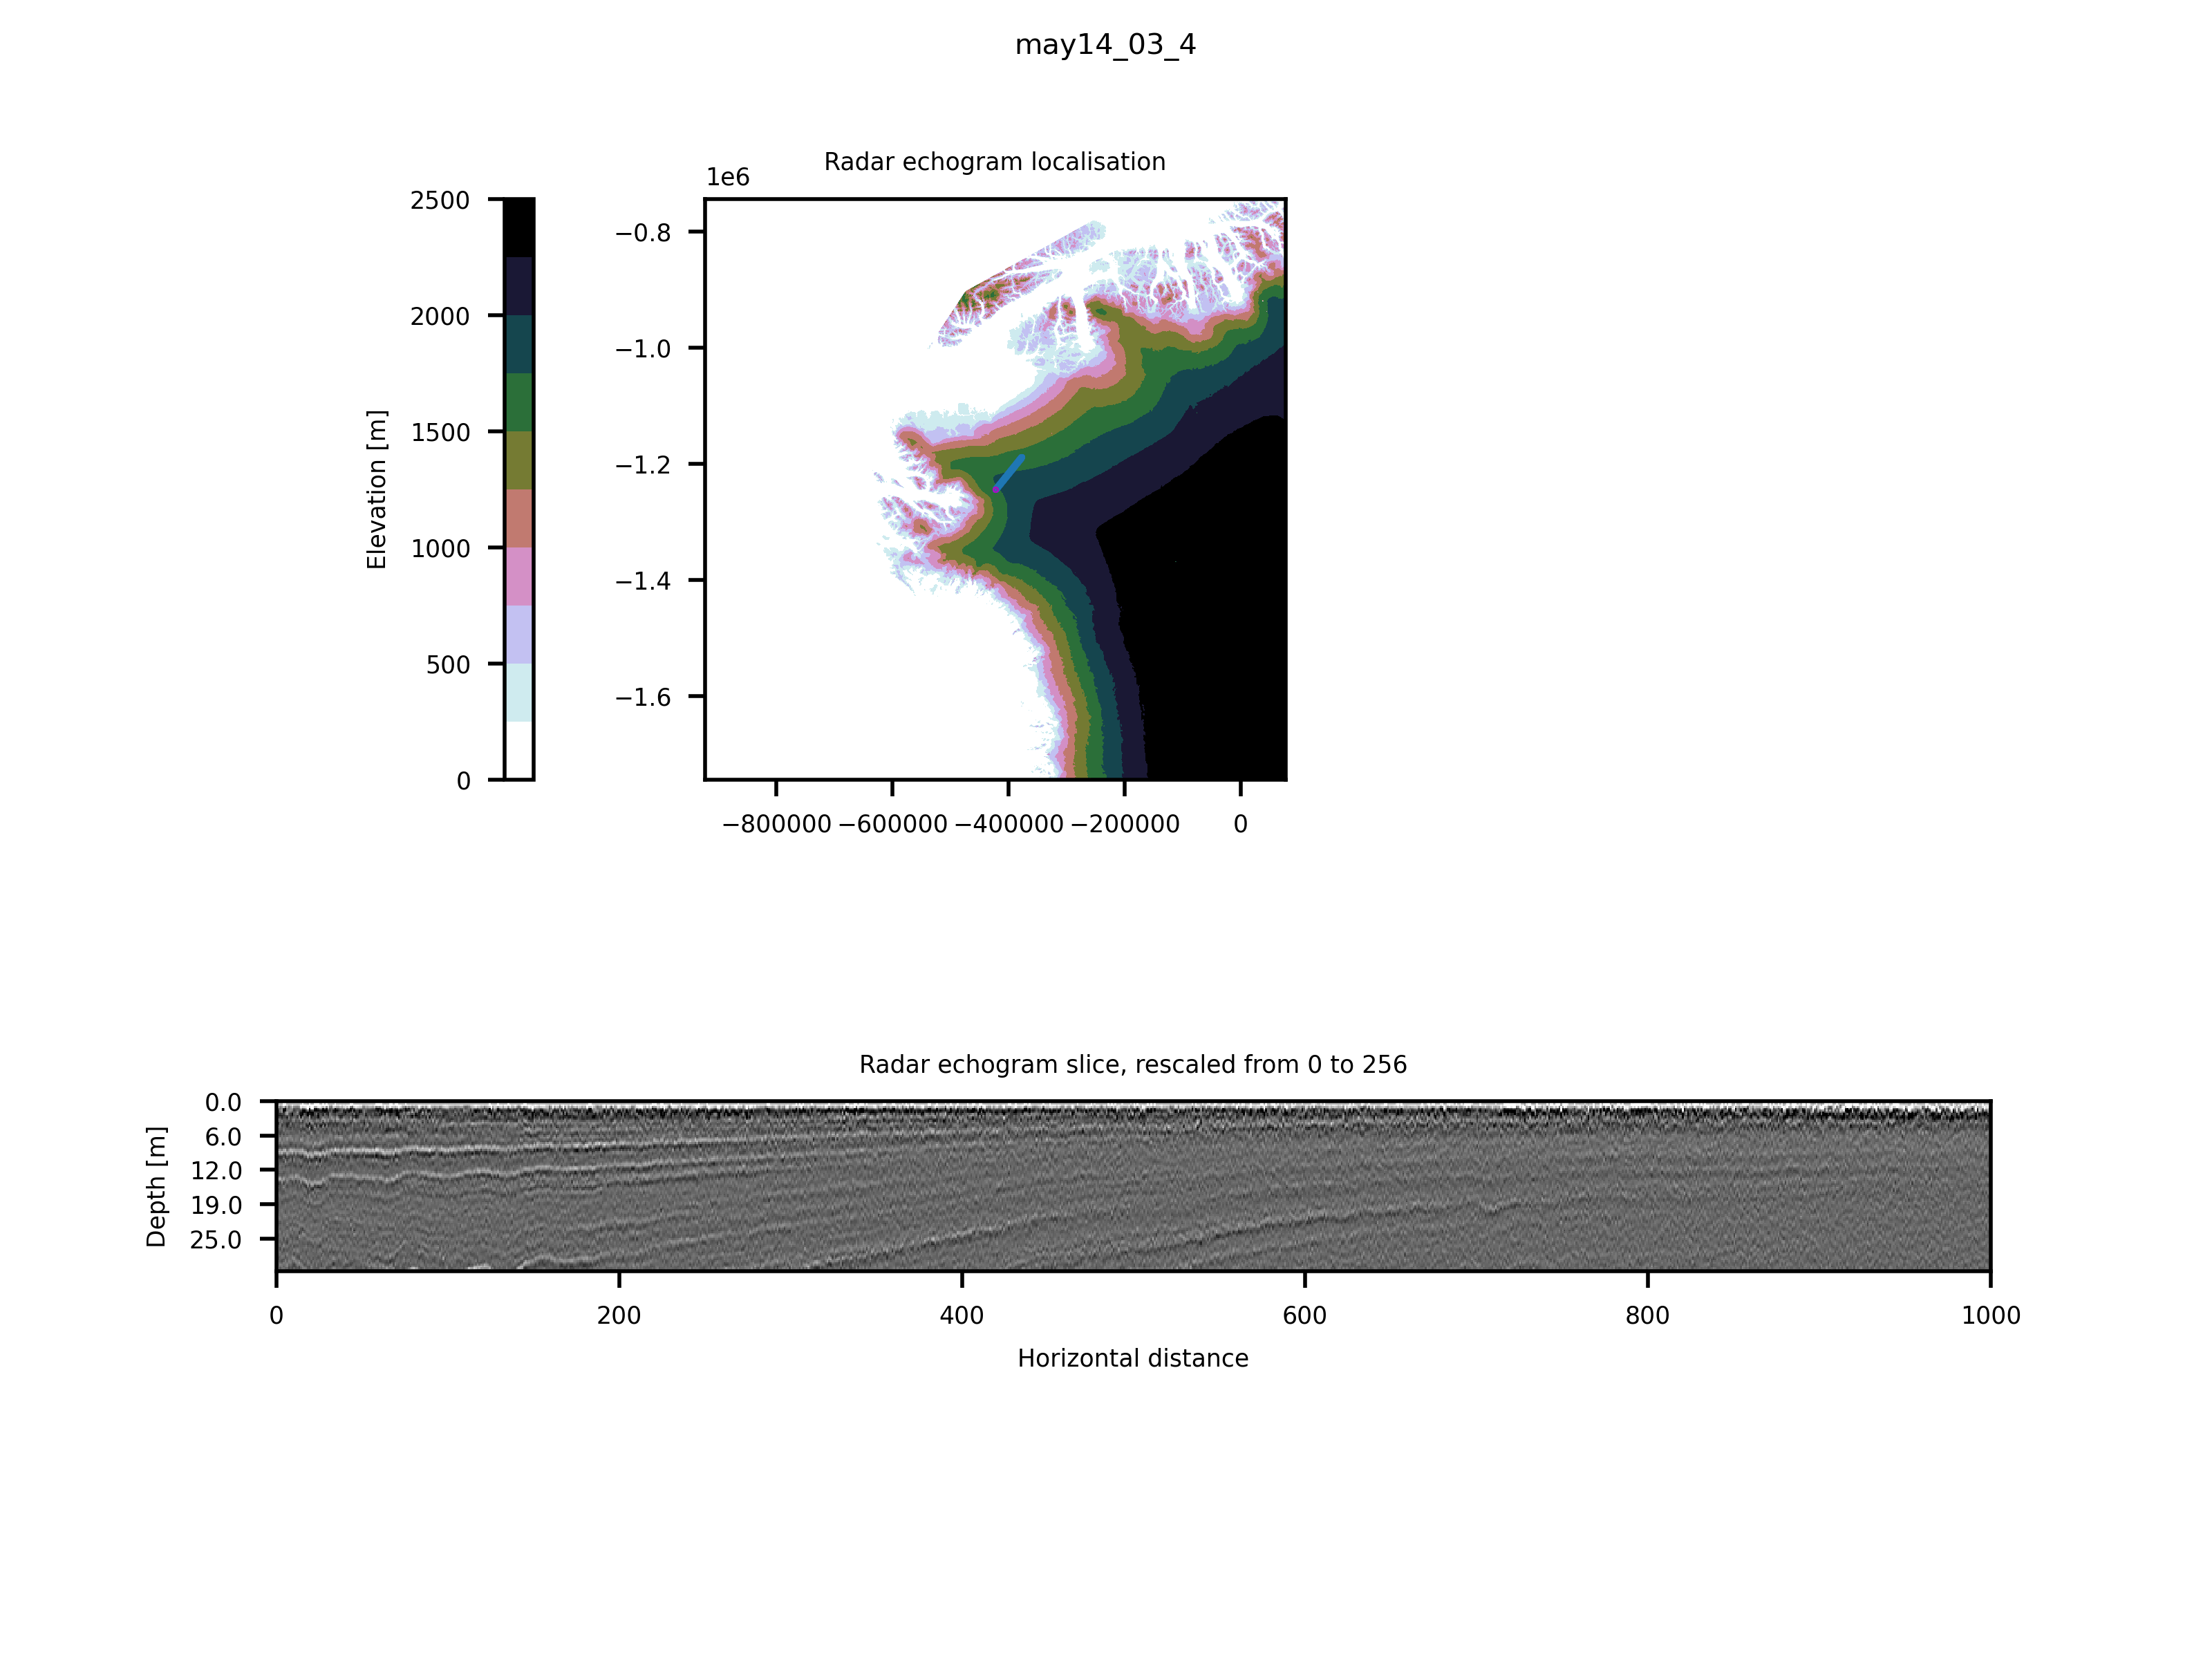 may14_03_4
Radar echogram localisation
1e6
2500
2000
1500
1000
500
0
Elevation [m]
−0.8
−1.0
−1.2
−1.4
−1.6
−800000 −600000 −400000 −200000 0
Radar echogram slice, rescaled from 0 to 256
0.0
6.0
12.0
19.0
25.0
Depth [m]
0 200 400 600 800 1000
Horizontal distance